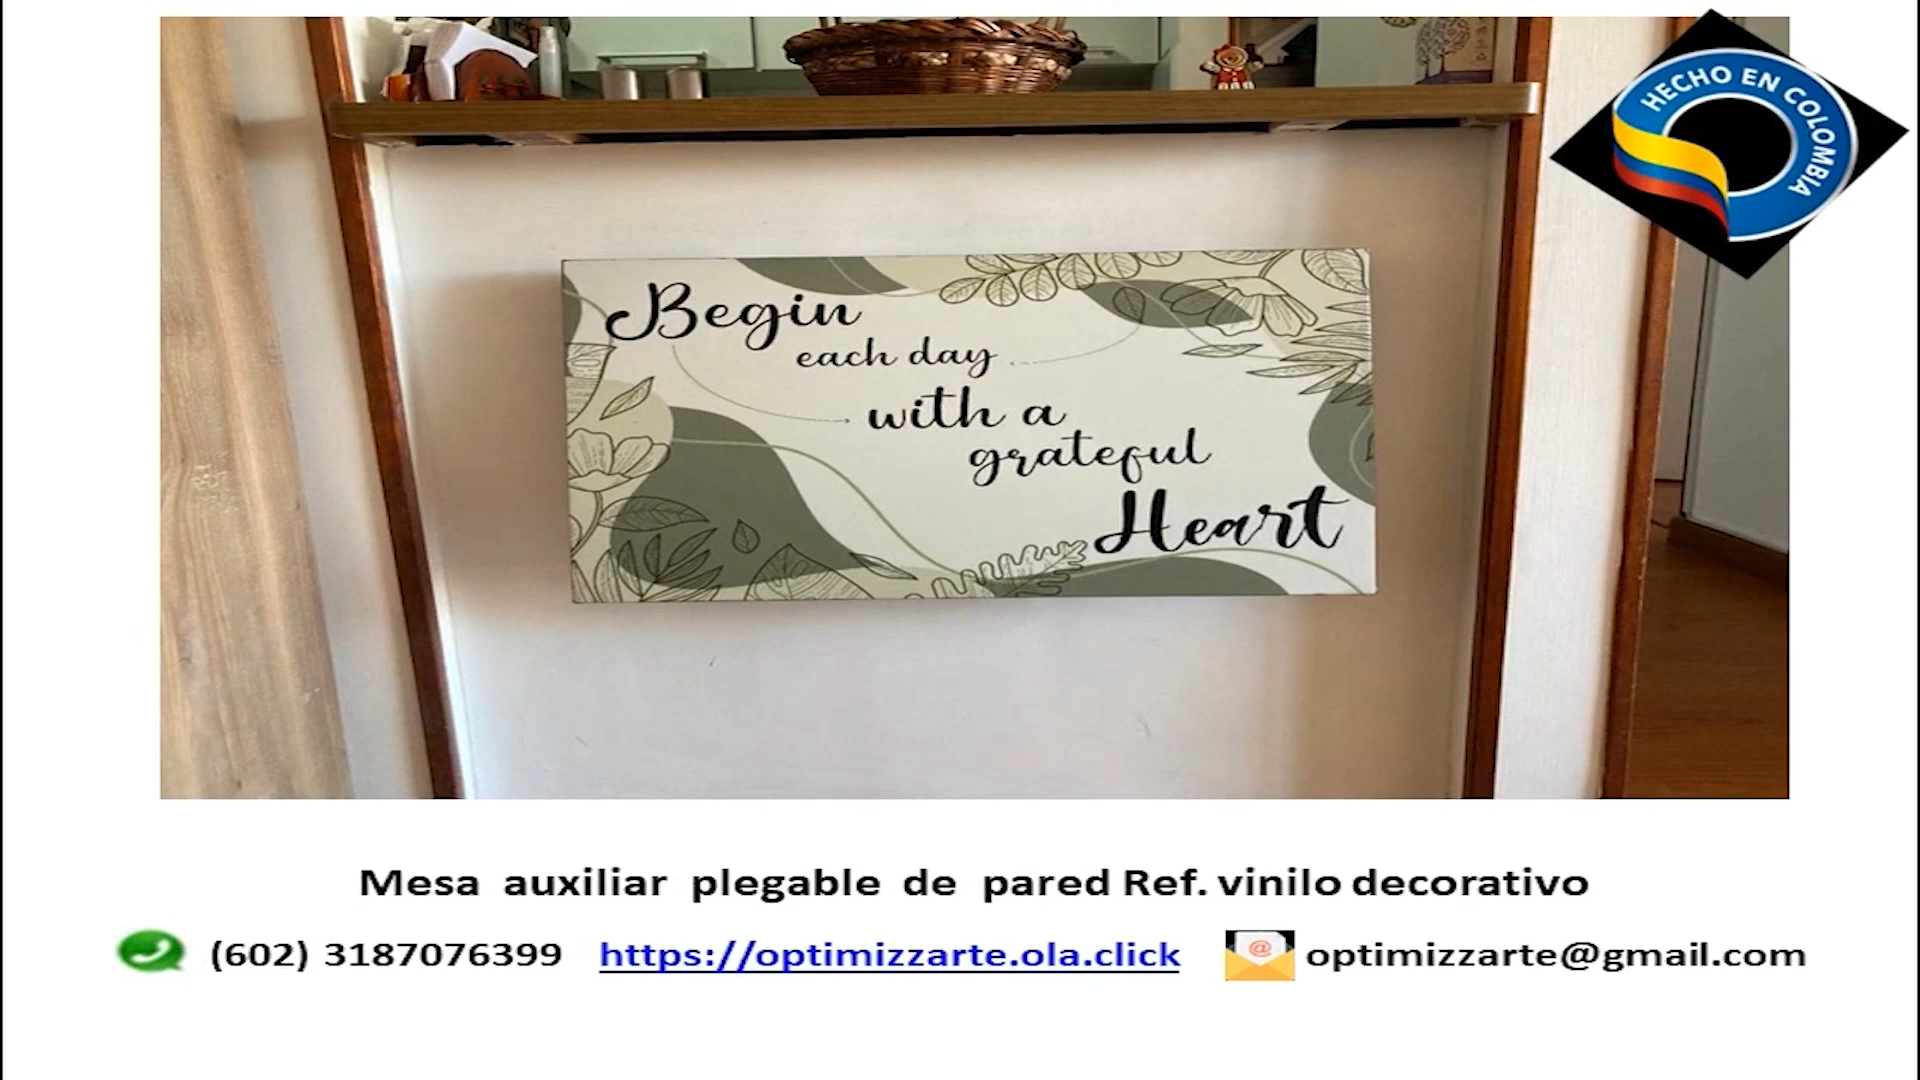 HECHO EN COLOMBIA
Begin
each day
with a
grateful
Heart
Mesa auxiliar plegable de pared Ref. vinilo decorativo
(602) 3187076399 https://optimizzarte.ola.click @ optimizzarte@gmail.com